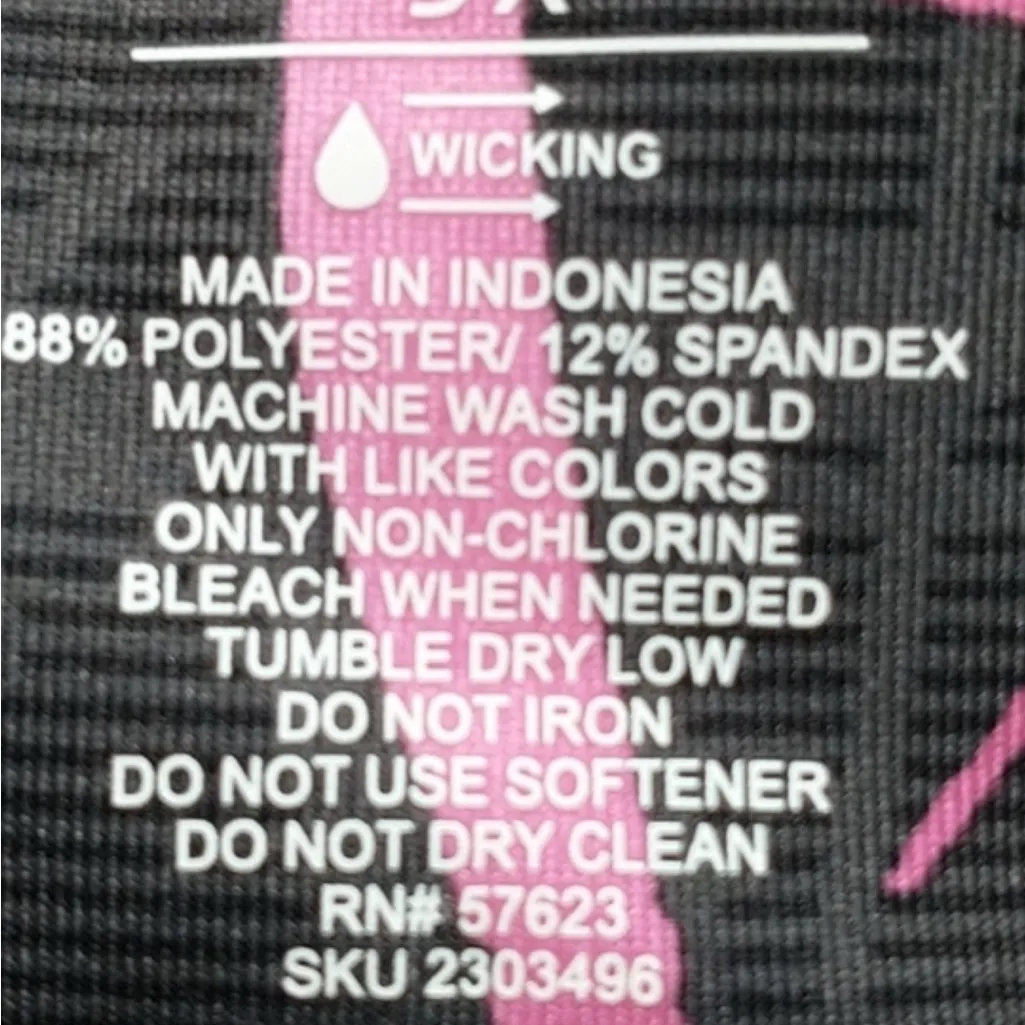 WICKING
MADE IN INDONESIA
88% POLYESTER/ 12% SPANDEX
MACHINE WASH COLD
WITH LIKE COLORS
ONLY NON-CHLORINE
BLEACH WHEN NEEDED
TUMBLE DRY LOW
DO NOT IRON
DO NOT USE SOFTENER
DO NOT DRY CLEAN
RN# 57623
SKU 2303496